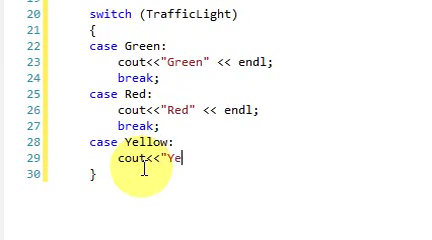 20 switch (TrafficLight)
21 {
22 case Green:
23 cout<<"Green" << endl;
24 break;
25 case Red:
26 cout<<"Red" << endl;
27 break;
28 case Yellow:
29 cout<<"Ye
30 }